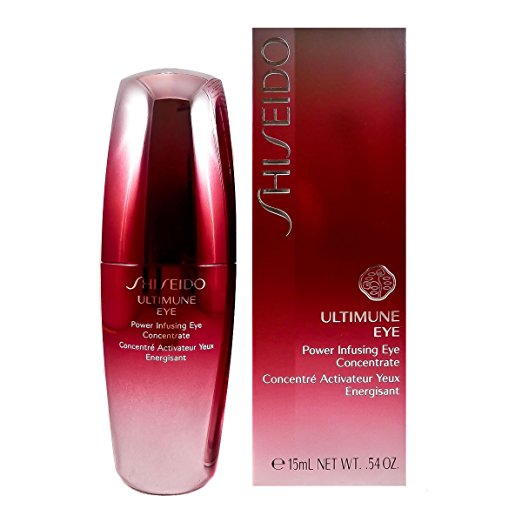 SHISEIDO
ULTIMUNE
EYE
Power Infusing Eye
Concentrate
Concentré Activateur Yeux
Energisant
SHISEIDO
ULTIMUNE
EYE
Power Infusing Eye
Concentrate
Concentré Activateur Yeux
Energisant
℮15mL NET WT. .54 OZ.